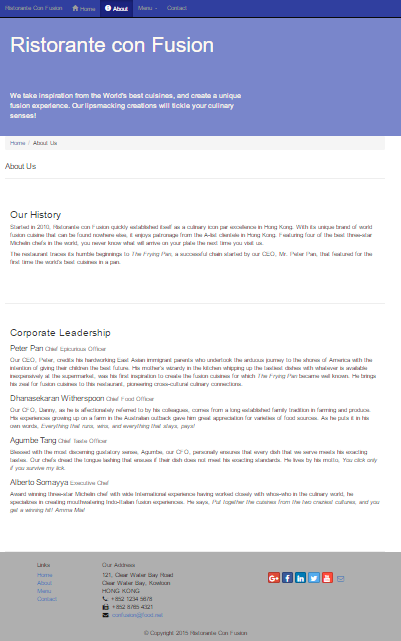 Ristorante Con Fusion Home About Menu Contact
Ristorante con Fusion
We take inspiration from the World's best cuisines, and create a unique
fusion experience. Our lipsmacking creations will tickle your culinary
senses!
Home / About Us
About Us
Our History
Started in 2010, Ristorante con Fusion quickly established itself as a culinary icon par excellence in Hong Kong. With its unique brand of world
fusion cuisine that can be found nowhere else, it enjoys patronage from the A-list clientele in Hong Kong. Featuring four of the best three-star
Michelin chefs in the world, you never know what will arrive on your plate the next time you visit us.
The restaurant traces its humble beginnings to The Frying Pan, a successful chain started by our CEO, Mr. Peter Pan, that featured for the
first time the world's best cuisines in a pan.
Corporate Leadership
Peter Pan Chief Epicurious Officer
Our CEO, Peter, credits his hardworking East Asian immigrant parents who undertook the arduous journey to the shores of America with the
intention of giving their children the best future. His mother's wizardy in the kitchen whipping up the tastiest dishes with whatever is available
inexpensively at the supermarket, was his first inspiration to create the fusion cuisines for which The Frying Pan became well known. He brings
his zeal for fusion cuisines to this restaurant, pioneering cross-cultural culinary connections.
Dhanasekaran Witherspoon Chief Food Officer
Our CFO, Danny, as he is affectionately referred to by his colleagues, comes from a long established family tradition in farming and produce.
His experiences growing up on a farm in the Australian outback gave him great appreciation for varieties of food sources. As he puts it in his
own words, Everything that runs, wins, and everything that stays, pays!
Agumbe Tang Chief Taste Officer
Blessed with the most discerning gustatory sense, Agumbe, our CFO, personally ensures that every dish that we serve meets his exacting
tastes. Our chefs dread the tongue lashing that ensues if their dish does not meet his exacting standards. He lives by his motto, You click only
if you survive my lick.
Alberto Somayya Executive Chef
Award winning three-star Michelin chef with wide International experience having worked closely with whos-who in the culinary world, he
specializes in creating mouthwatering Indo-Italian fusion experiences. He says, Put together the cuisines from the two craziest cultures, and you
get a winning hit! Amma Mia!
Links
Home
About
Menu
Contact
Our Address
121, Clear Water Bay Road
Clear Water Bay, Kowloon
HONG KONG
+852 1234 5678
+852 8765 4321
confusion@food.net
© Copyright 2015 Ristorante Con Fusion